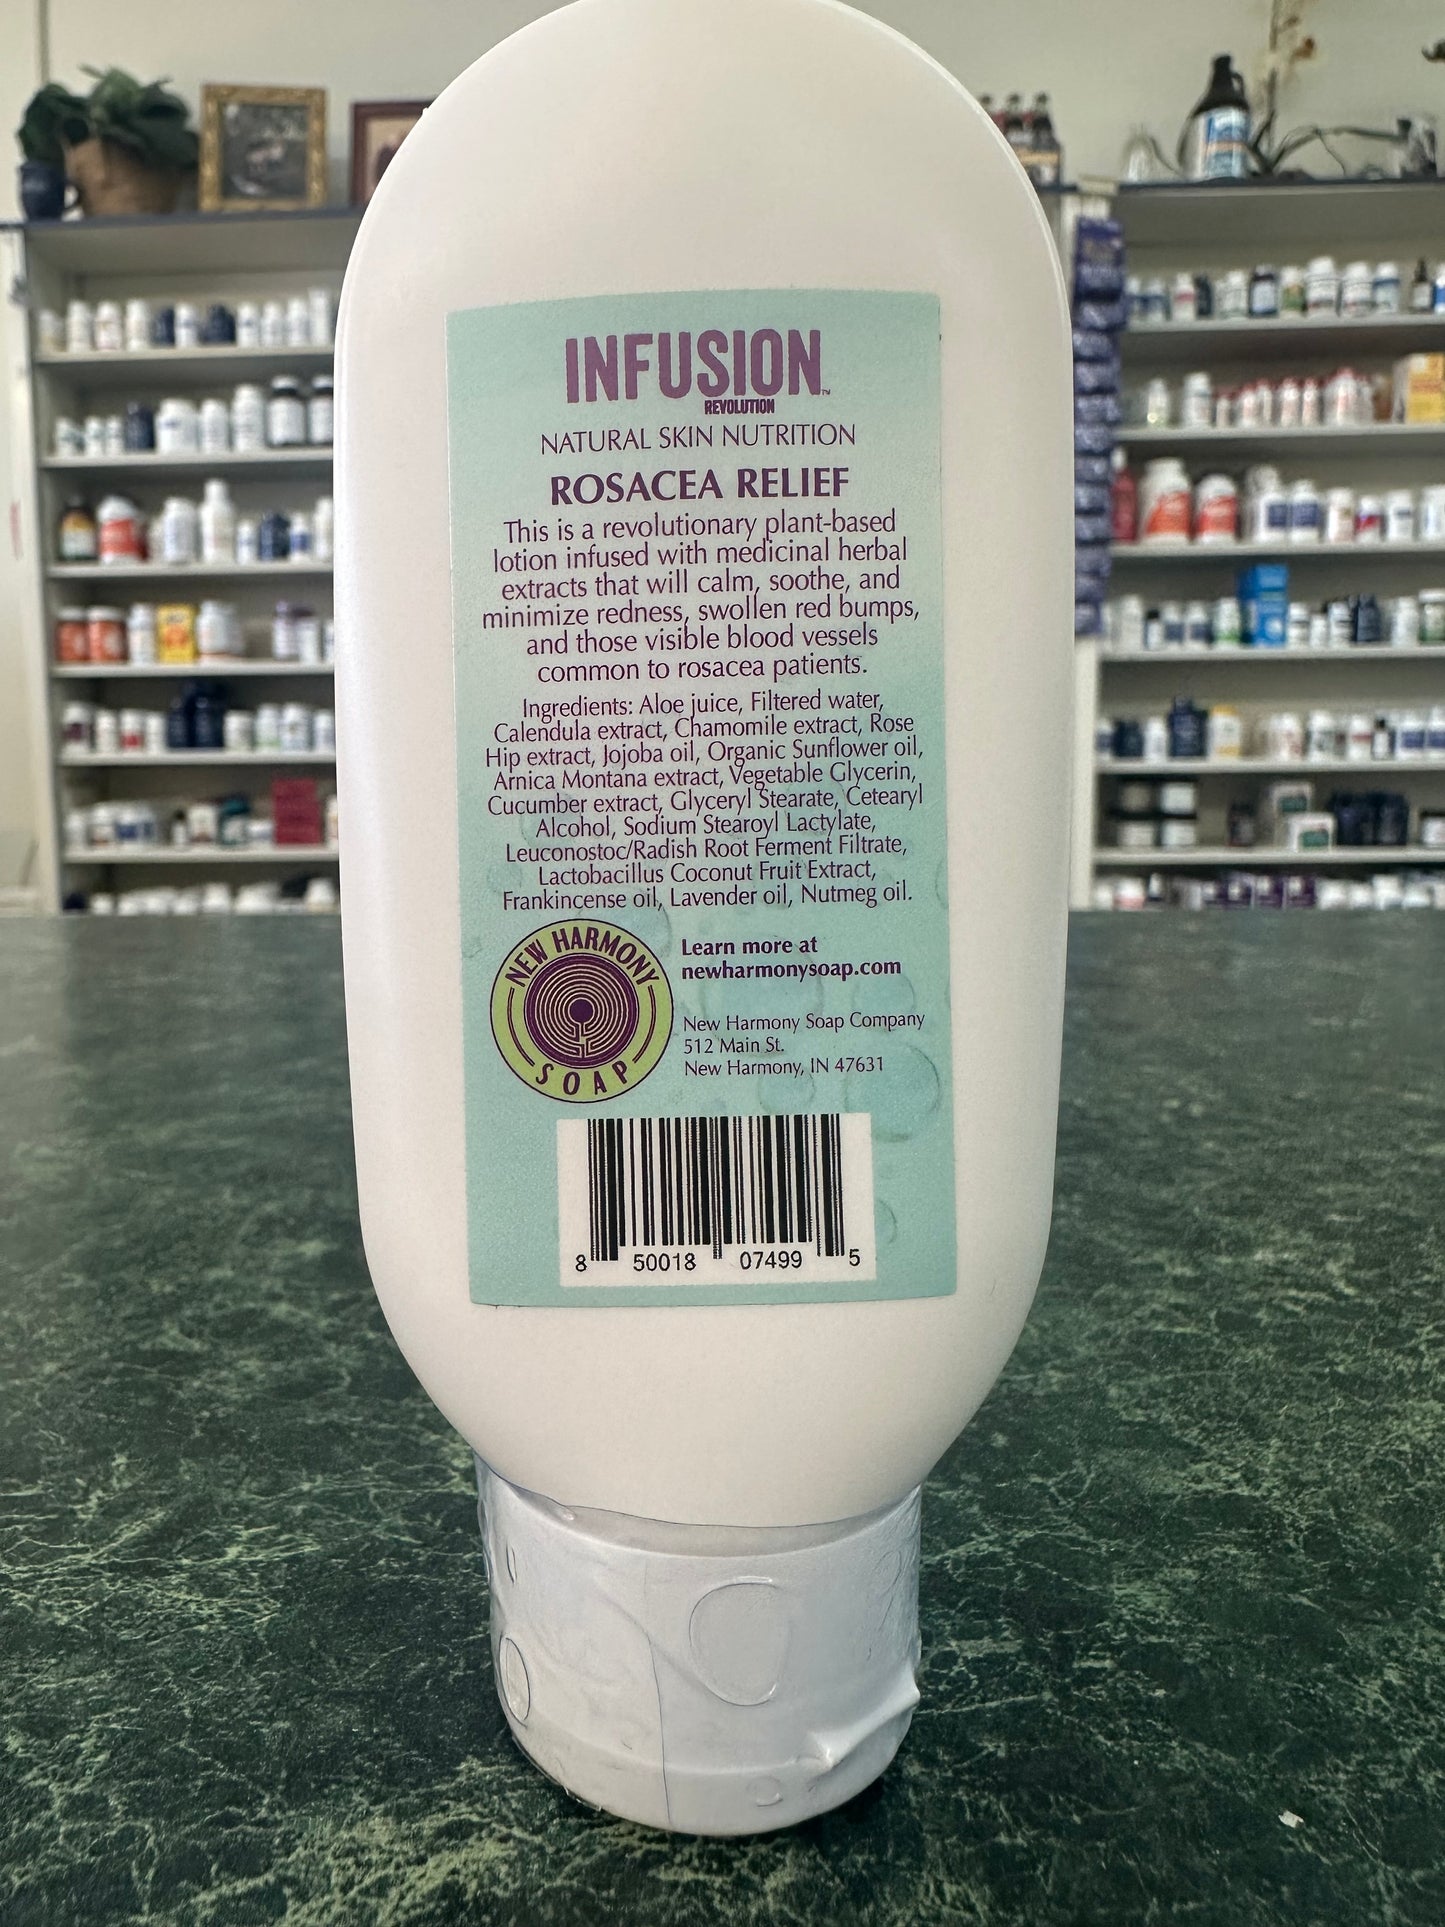 INFUSION™
REVOLUTION
NATURAL SKIN NUTRITION
ROSACEA RELIEF
This is a revolutionary plant-based
lotion infused with medicinal herbal
extracts that will calm, soothe, and
minimize redness, swollen red bumps,
and those visible blood vessels
common to rosacea patients.
Ingredients: Aloe juice, Filtered water,
Calendula extract, Chamomile extract, Rose
Hip extract, Jojoba oil, Organic Sunflower oil,
Arnica Montana extract, Vegetable Glycerin,
Cucumber extract, Glyceryl Stearate, Cetearyl
Alcohol, Sodium Stearoyl Lactylate,
Leuconostoc/Radish Root Ferment Filtrate,
Lactobacillus Coconut Fruit Extract,
Frankincense oil, Lavender oil, Nutmeg oil.
NEW HARMONY
SOAP
Learn more at
newharmonysoap.com
New Harmony Soap Company
512 Main St.
New Harmony, IN 47631
8 50018 07499 5